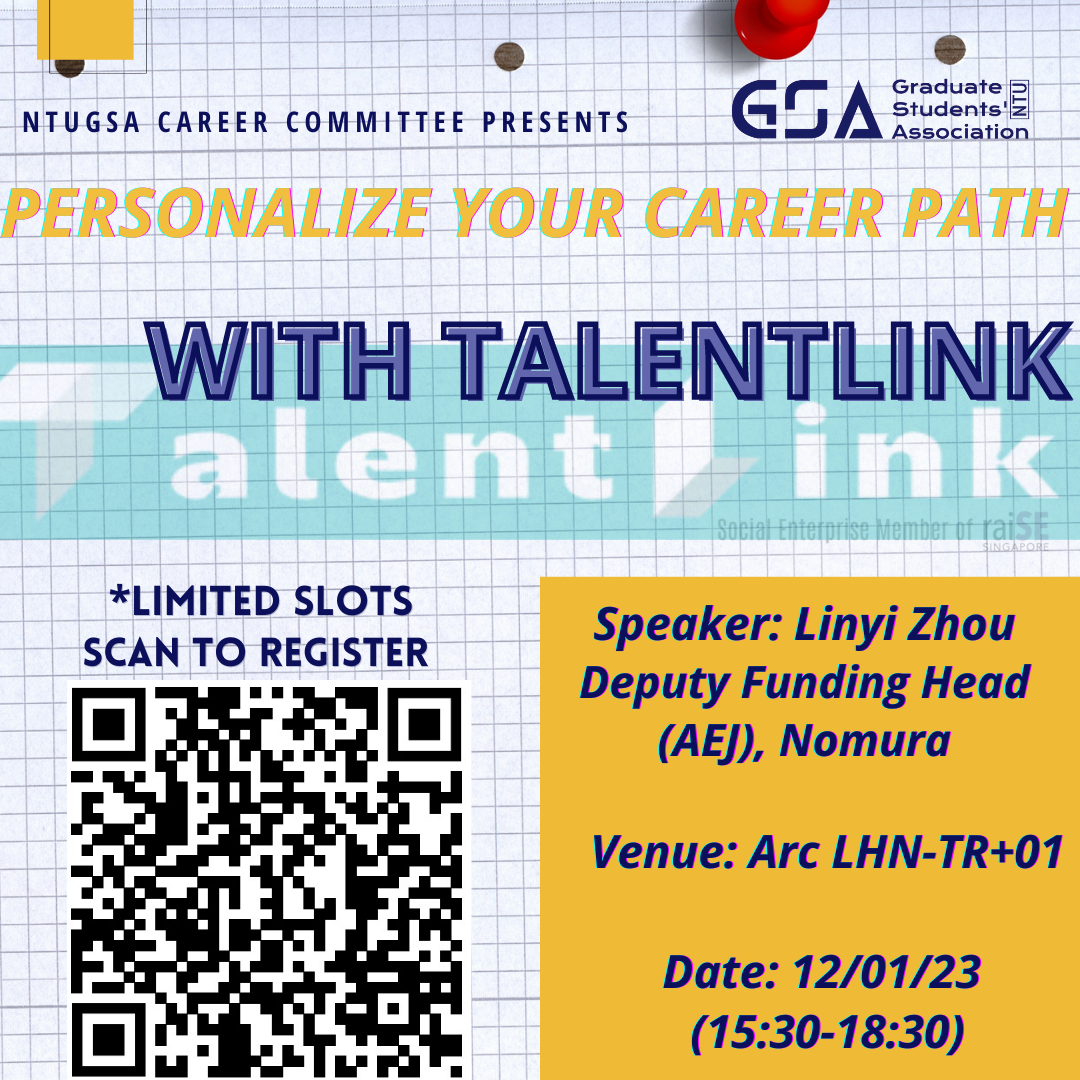 NTUGSA CAREER COMMITTEE PRESENTS
GSA Graduate Students' Association NTU
PERSONALIZE YOUR CAREER PATH
WITH TALENTLINK
TalentLink
Social Enterprise Member of raiSE
SINGAPORE
*LIMITED SLOTS
SCAN TO REGISTER
Speaker: Linyi Zhou
Deputy Funding Head
(AEJ), Nomura
Venue: Arc LHN-TR+01
Date: 12/01/23
(15:30-18:30)